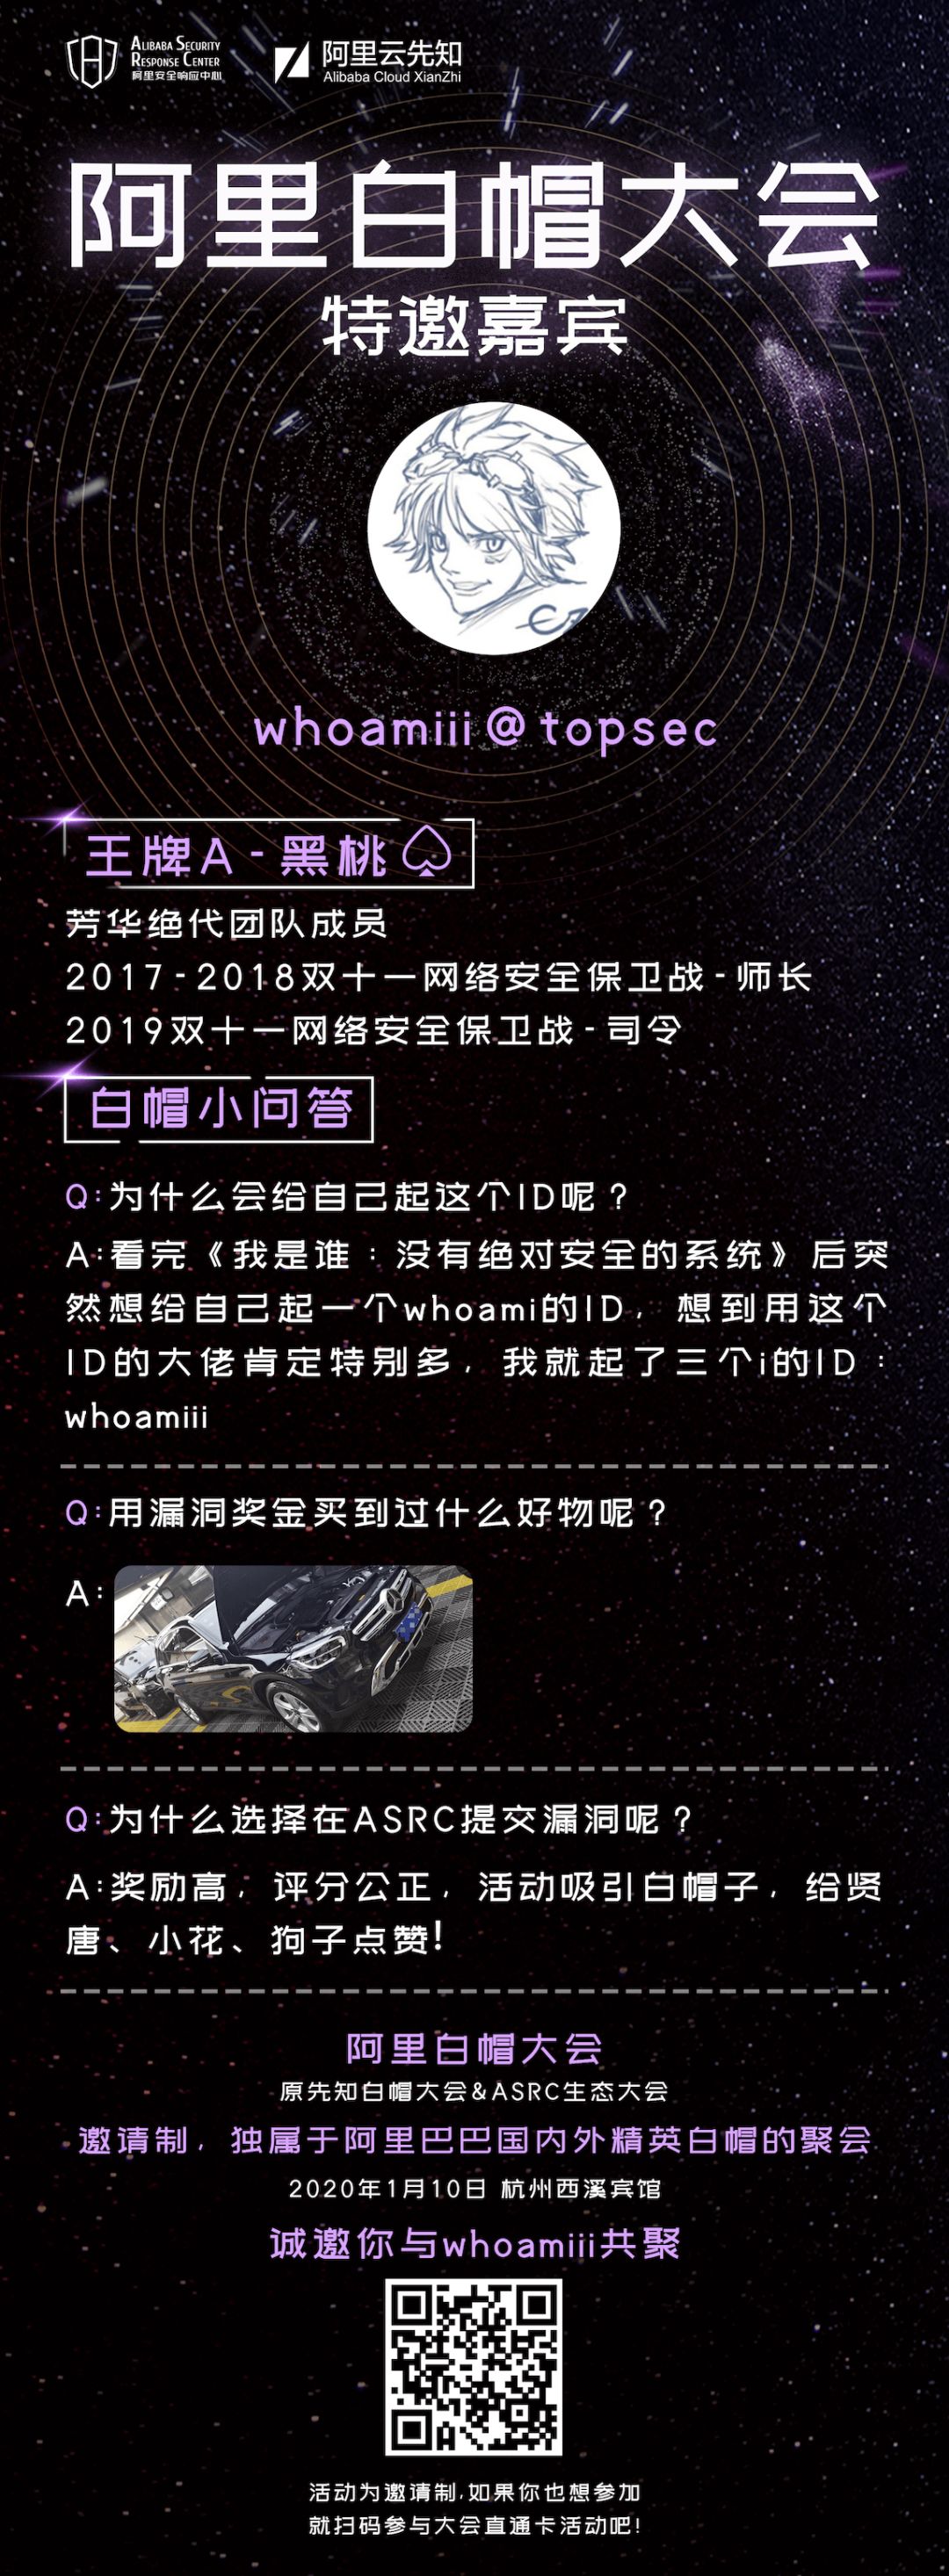 ALIBABA SECURITY
RESPONSE CENTER
阿里安全响应中心
阿里云先知
Alibaba Cloud XianZhi
阿里白帽大会
特邀嘉宾
whoamiii@topsec
王牌A-黑桃
芳华绝代团队成员
2017-2018双十一网络安全保卫战-师长
2019双十一网络安全保卫战-司令
白帽小问答
Q:为什么会给自己起这个ID呢？
A:看完《我是谁：没有绝对安全的系统》后突
然想给自己起一个whoami的ID，想到用这个
ID的大佬肯定特别多，我就起了三个i的ID：
whoamiii
Q:用漏洞奖金买到过什么好物呢？
A:
Q:为什么选择在ASRC提交漏洞呢？
A:奖励高，评分公正，活动吸引白帽子，给贤
唐、小花、狗子点赞!
阿里白帽大会
原先知白帽大会&ASRC生态大会
邀请制，独属于阿里巴巴国内外精英白帽的聚会
2020年1月10日 杭州西溪宾馆
诚邀你与whoamiii共聚
活动为邀请制,如果你也想参加
就扫码参与大会直通卡活动吧!